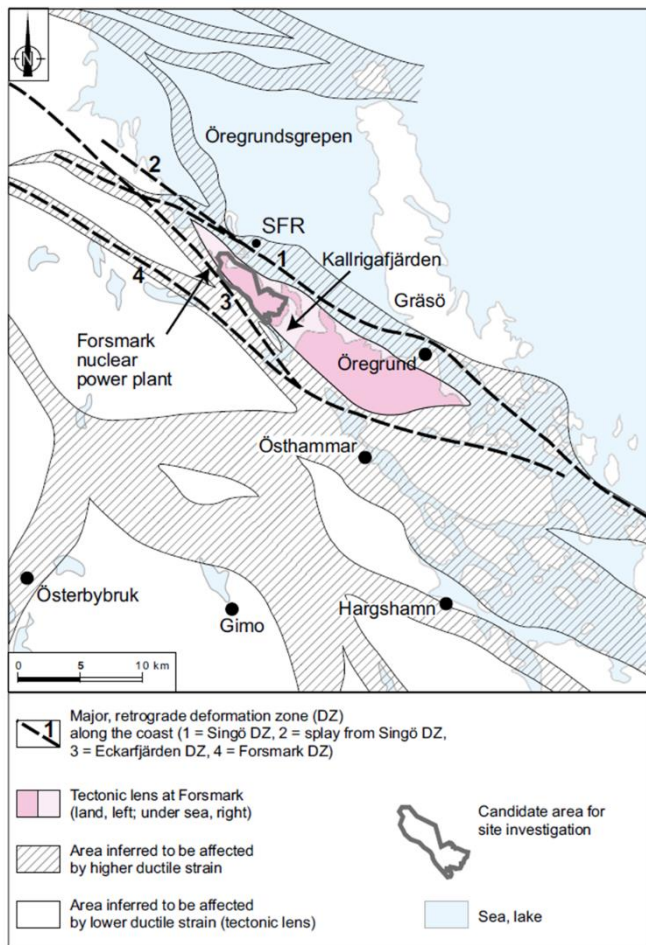 N
Öregrundsgrepen
2
SFR
1
Kallrigafjärden
4
3
Gräsö
Forsmark
nuclear
power plant
Öregrund
Östhammar
Österbybruk
Gimo
Hargshamn
0 5 10 km
1
Major, retrograde deformation zone (DZ)
along the coast (1 = Singö DZ, 2 = splay from Singö DZ,
3 = Eckarfjärden DZ, 4 = Forsmark DZ)
Tectonic lens at Forsmark
(land, left; under sea, right)
Candidate area for
site investigation
Area inferred to be affected
by higher ductile strain
Area inferred to be affected
by lower ductile strain (tectonic lens)
Sea, lake